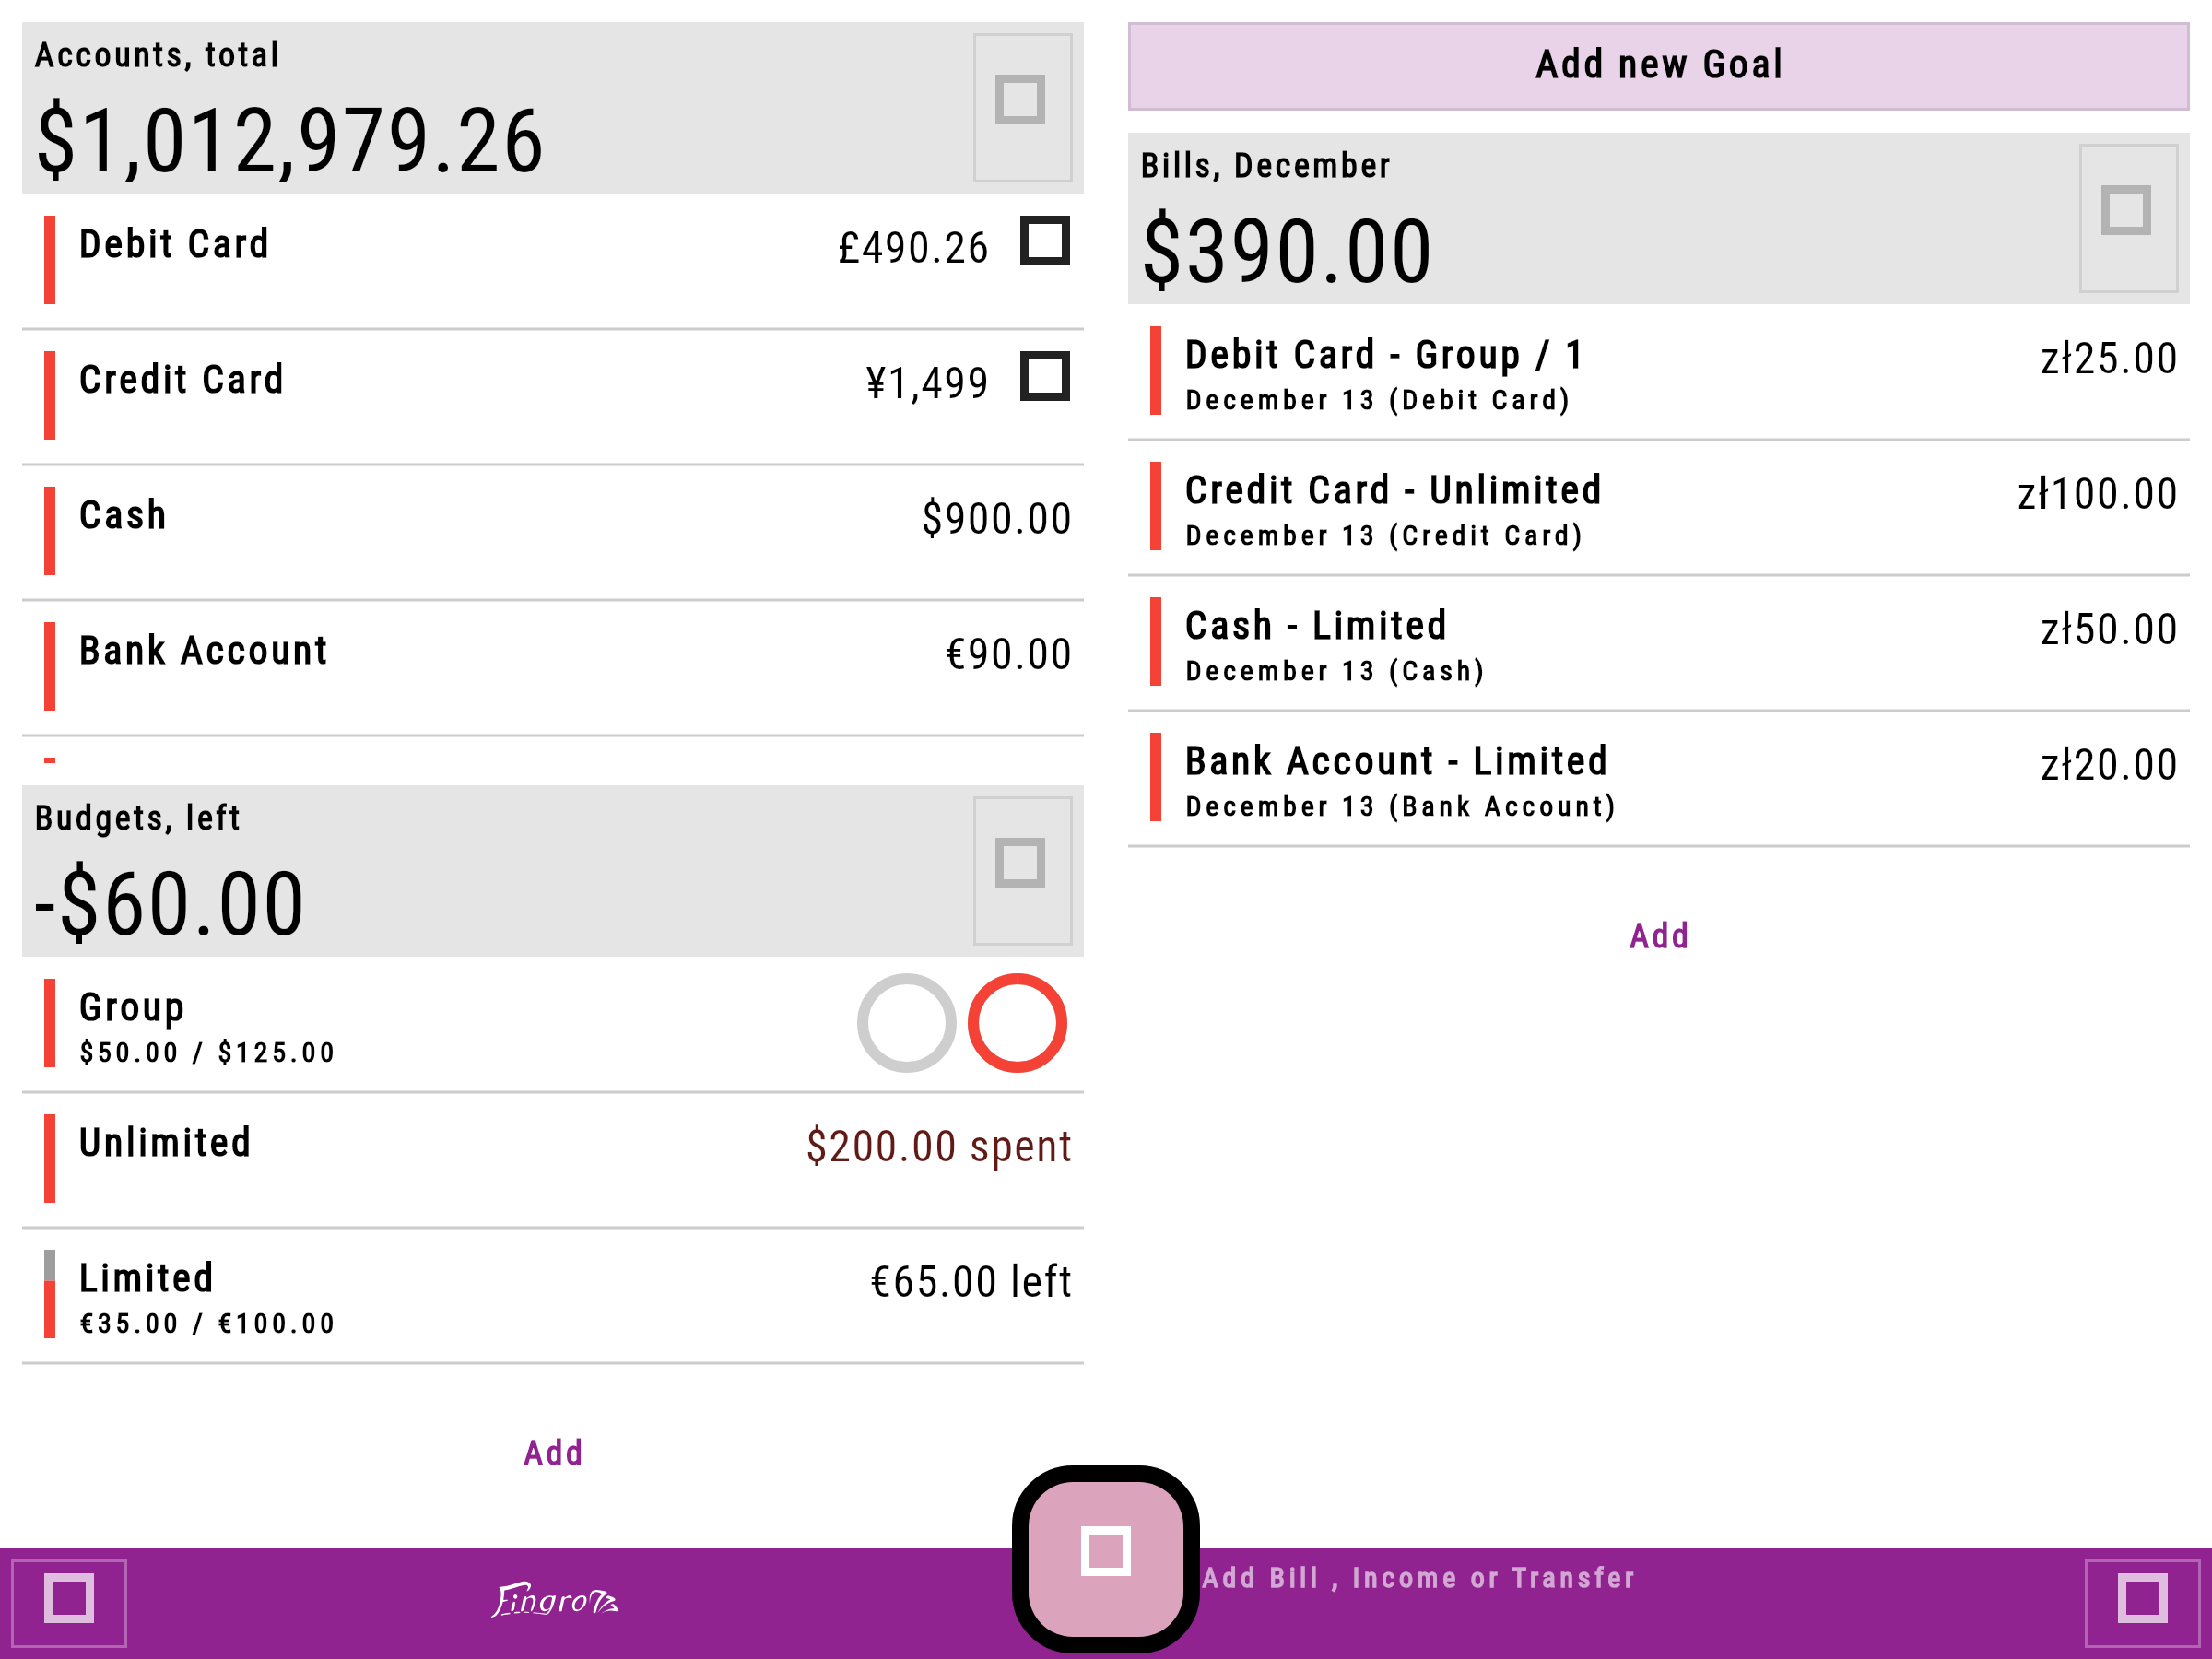 Accounts, total
$1,012,979.26
Debit Card
£490.26
Credit Card
¥1,499
Cash
$900.00
Bank Account
€90.00
Budgets, left
-$60.00
Group
$50.00 / $125.00
Unlimited
$200.00 spent
Limited
€65.00 left
€35.00 / €100.00
Add
Add new Goal
Bills, December
$390.00
Debit Card - Group / 1
zł25.00
December 13 (Debit Card)
Credit Card - Unlimited
zł100.00
December 13 (Credit Card)
Cash - Limited
zł50.00
December 13 (Cash)
Bank Account - Limited
zł20.00
December 13 (Bank Account)
Add
Fingro
Add Bill , Income or Transfer